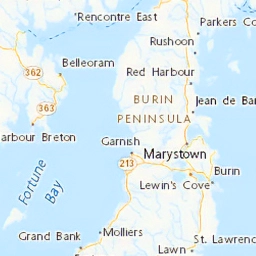 Rencontre East
Parkers Co
Rushoon
Belleoram
362
Red Harbour
BURIN
PENINSULA
363
Jean de Ba
arbour Breton
Garnish
Marystown
213
Burin
Lewin's Cove
Fortune
Bay
Molliers
Grand Bank
St. Lawrenc
Lawn